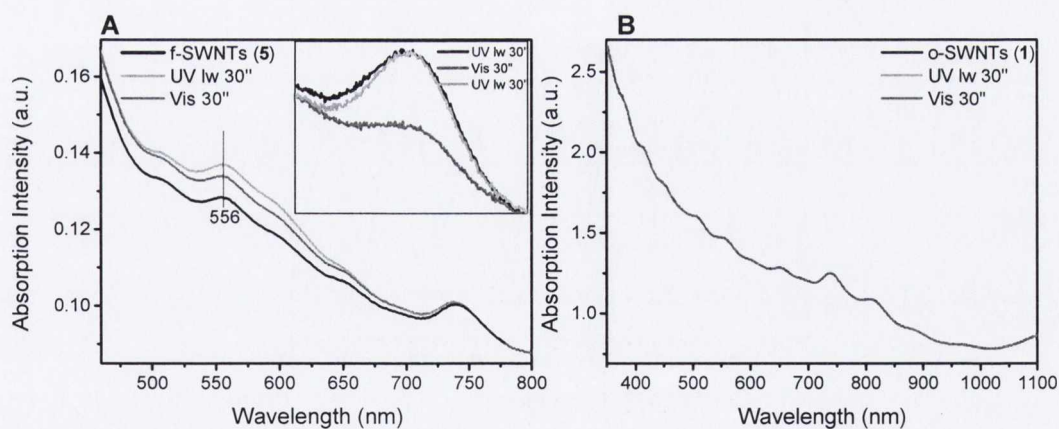 A
f-SWNTs (5)
UV lw 30"
Vis 30"
UV lw 30"
Vis 30"
UV lw 30"
556
0.16
0.14
0.12
0.10
Absorption Intensity (a.u.)
500 550 600 650 700 750 800
Wavelength (nm)
B
o-SWNTs (1)
UV lw 30"
Vis 30"
2.5
2.0
1.5
1.0
Absorption Intensity (a.u.)
400 500 600 700 800 900 1000 1100
Wavelength (nm)